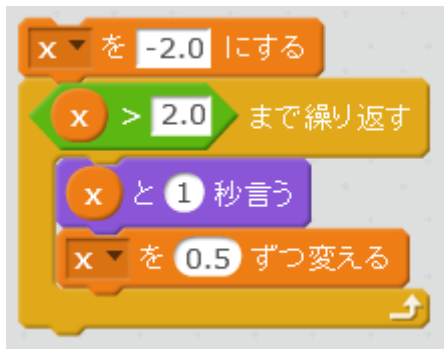 x を -2.0 にする
x > 2.0 まで繰り返す
x と 1 秒言う
x を 0.5 ずつ変える